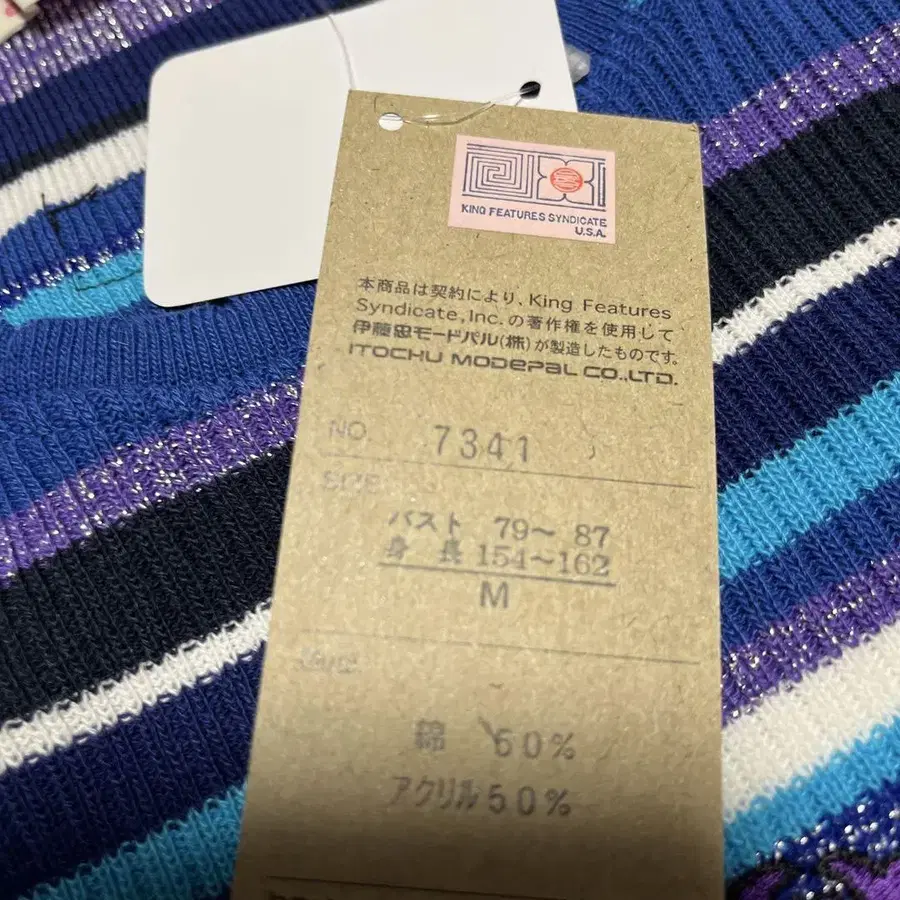 KING FEATURES SYNDICATE
U.S.A.
本商品は契約により、King Features
Syndicate,Inc.の著作権を使用して
伊藤忠モードパル(株)が製造したものです。
ITOCHU MODEPAL CO.,LTD.
NO. 7341
SIZE
バスト 79〜87
身長 154〜162
M
綿 50%
アクリル 50%